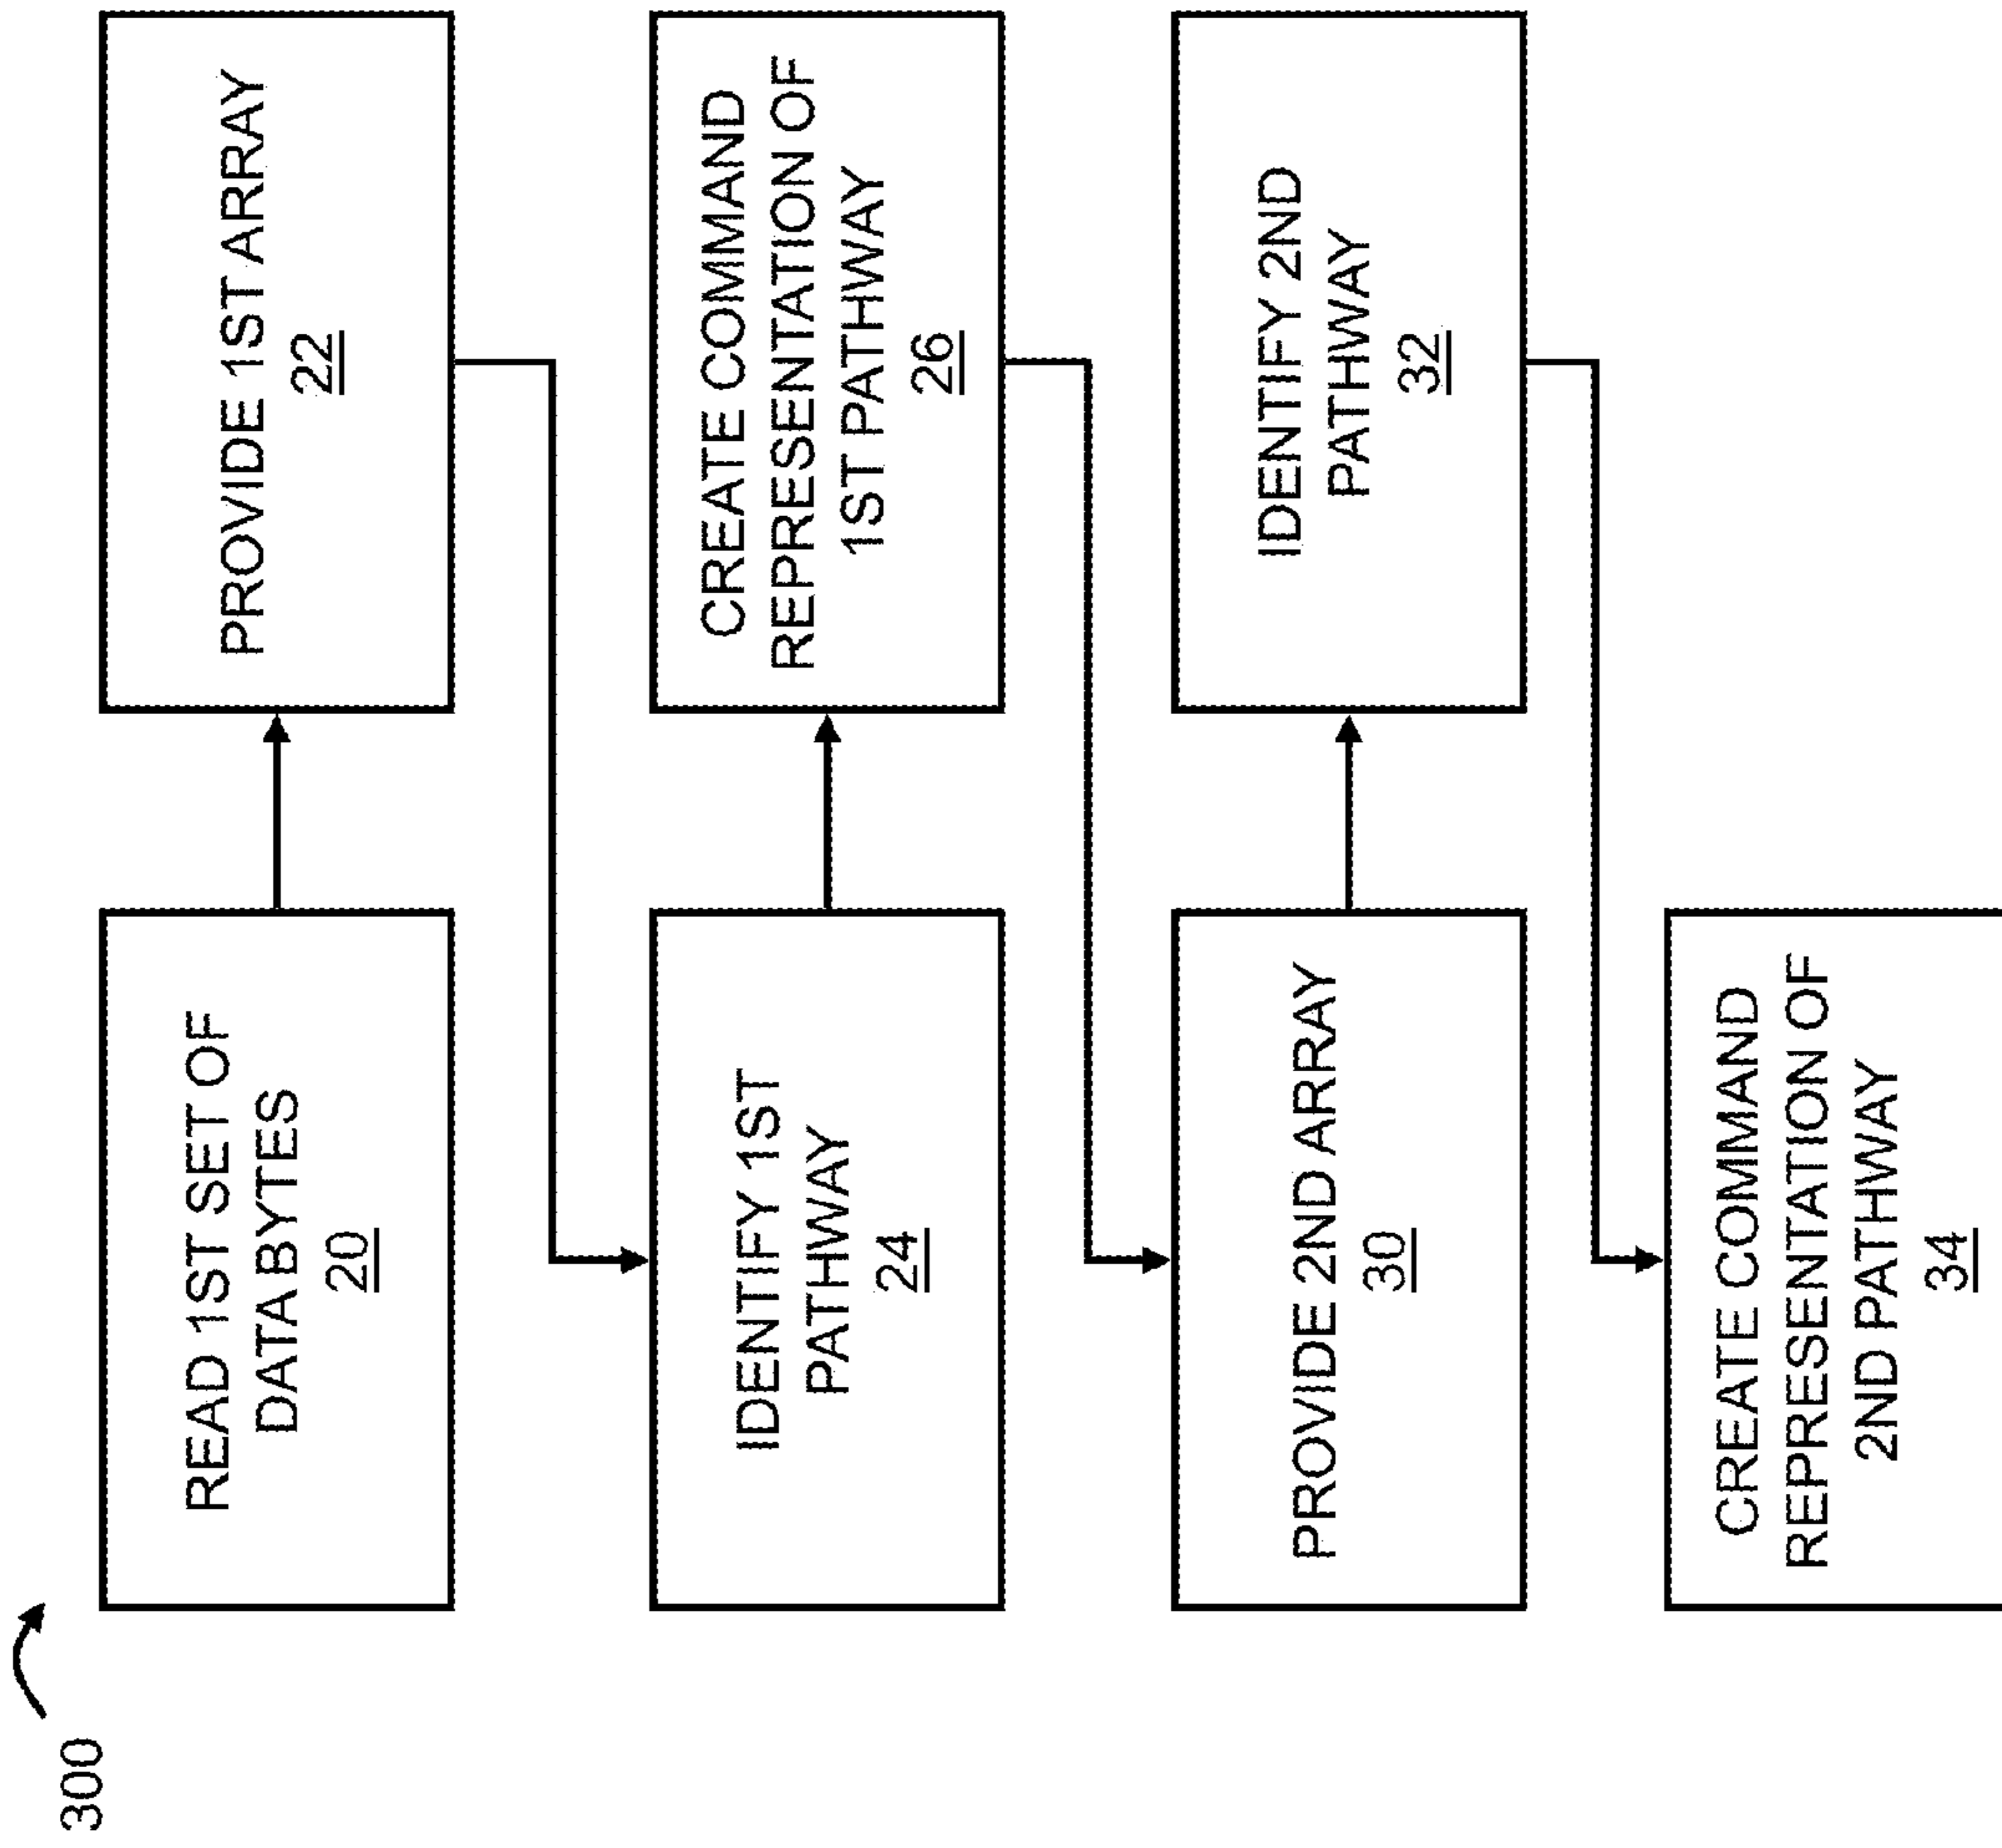 300
READ 1ST SET OF
DATA BYTES
20
PROVIDE 1ST ARRAY
22
IDENTIFY 1ST
PATHWAY
24
CREATE COMMAND
REPRESENTATION OF
1ST PATHWAY
26
PROVIDE 2ND ARRAY
30
IDENTIFY 2ND
PATHWAY
32
CREATE COMMAND
REPRESENTATION OF
2ND PATHWAY
34